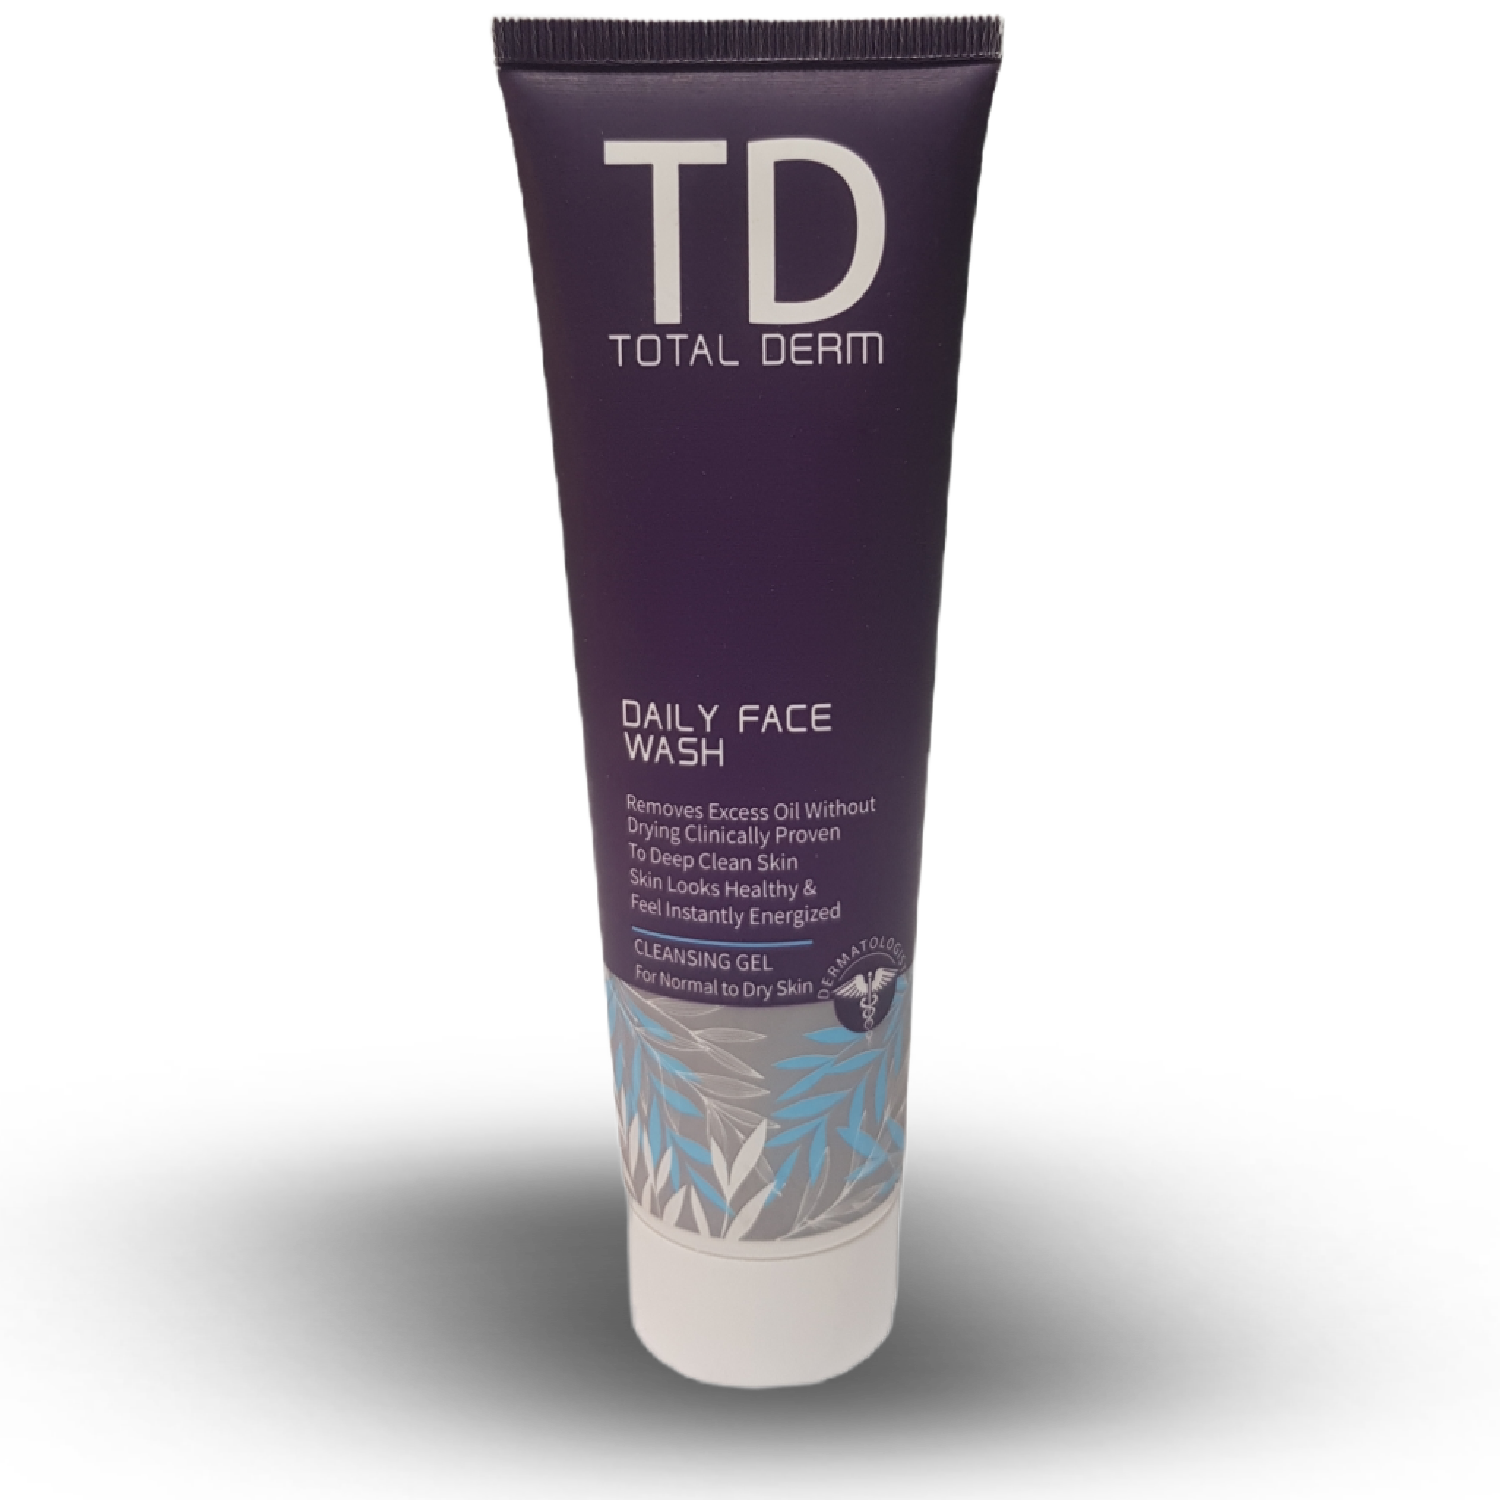 TD
TOTAL DERM
DAILY FACE
WASH
Removes Excess Oil Without
Drying Clinically Proven
To Deep Clean Skin
Skin Looks Healthy &
Feel Instantly Energized
CLEANSING GEL
For Normal to Dry Skin
DERMATOLOGIST